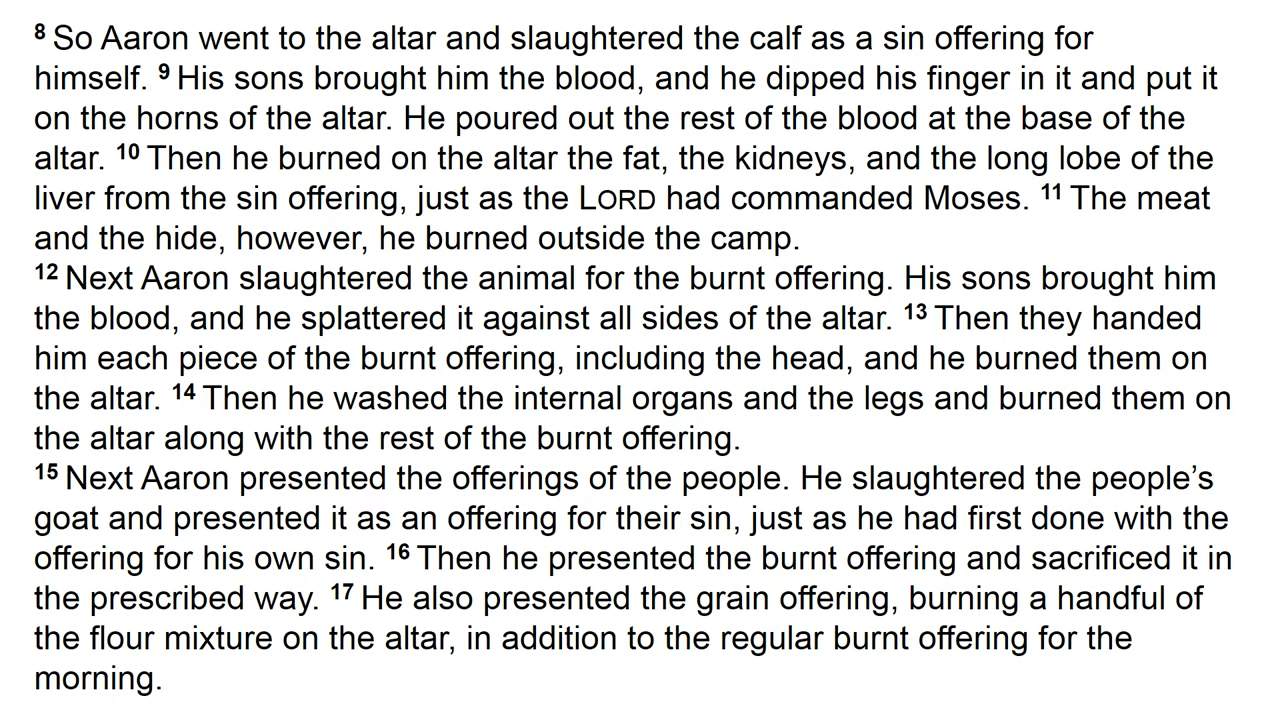 8 So Aaron went to the altar and slaughtered the calf as a sin offering for
himself. 9 His sons brought him the blood, and he dipped his finger in it and put it
on the horns of the altar. He poured out the rest of the blood at the base of the
altar. 10 Then he burned on the altar the fat, the kidneys, and the long lobe of the
liver from the sin offering, just as the LORD had commanded Moses. 11 The meat
and the hide, however, he burned outside the camp.
12 Next Aaron slaughtered the animal for the burnt offering. His sons brought him
the blood, and he splattered it against all sides of the altar. 13 Then they handed
him each piece of the burnt offering, including the head, and he burned them on
the altar. 14 Then he washed the internal organs and the legs and burned them on
the altar along with the rest of the burnt offering.
15 Next Aaron presented the offerings of the people. He slaughtered the people’s
goat and presented it as an offering for their sin, just as he had first done with the
offering for his own sin. 16 Then he presented the burnt offering and sacrificed it in
the prescribed way. 17 He also presented the grain offering, burning a handful of
the flour mixture on the altar, in addition to the regular burnt offering for the
morning.